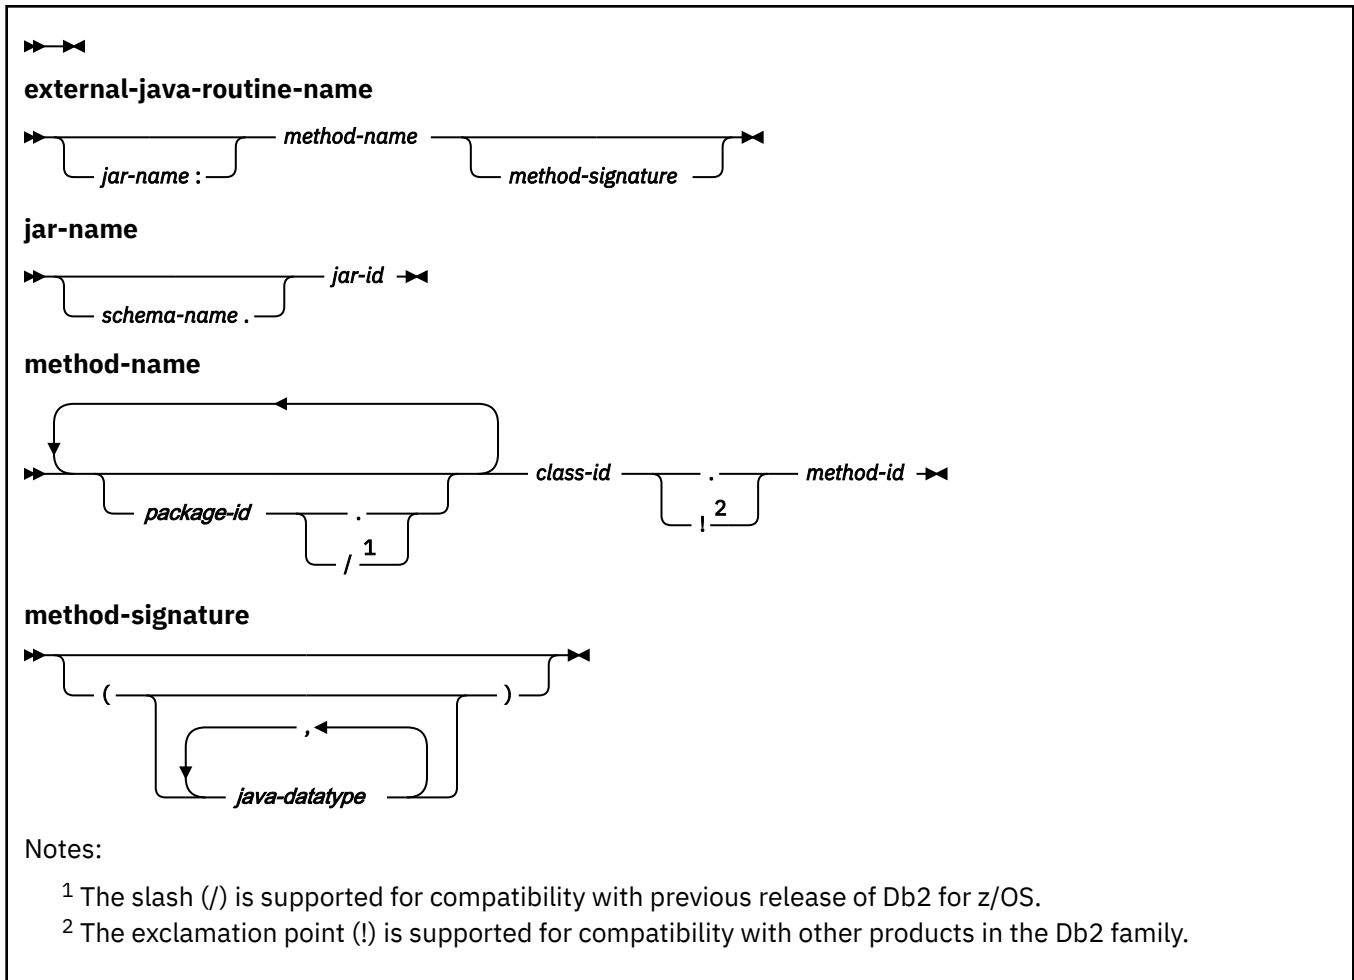 external-java-routine-name
method-name
jar-name :
method-signature
jar-name
jar-id
schema-name .
method-name
class-id . method-id
package-id . ! 2
/ 1
method-signature
( )
,
java-datatype
Notes:
1 The slash (/) is supported for compatibility with previous release of Db2 for z/OS.
2 The exclamation point (!) is supported for compatibility with other products in the Db2 family.